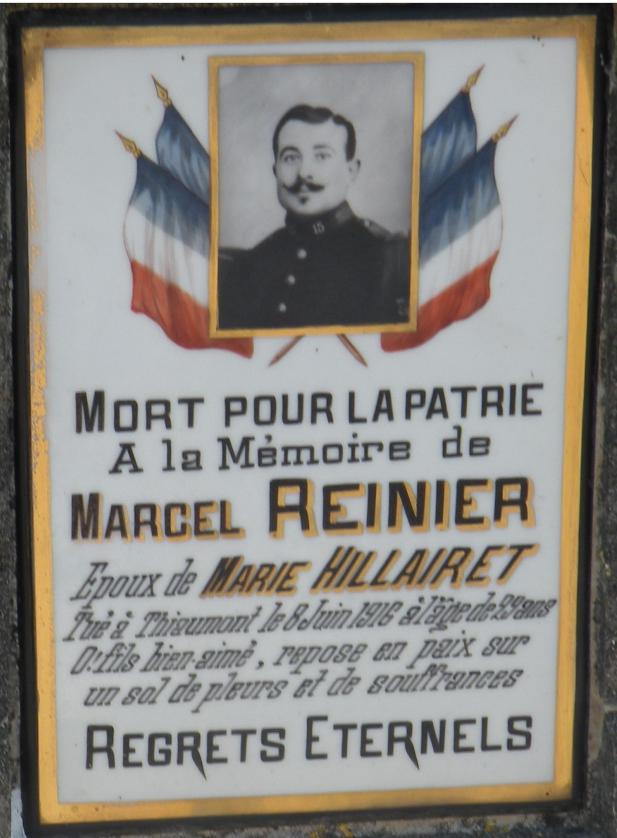 15
MORT POUR LA PATRIE
A la Mémoire de
MARCEL REINIER
Epoux de MARIE HILLAIRET
Tué à Thiaumont le 8 Juin 1916 à l'âge de 29 ans
O! fils bien-aimé, repose en paix sur
un sol de pleurs et de souffrances
REGRETS ETERNELS